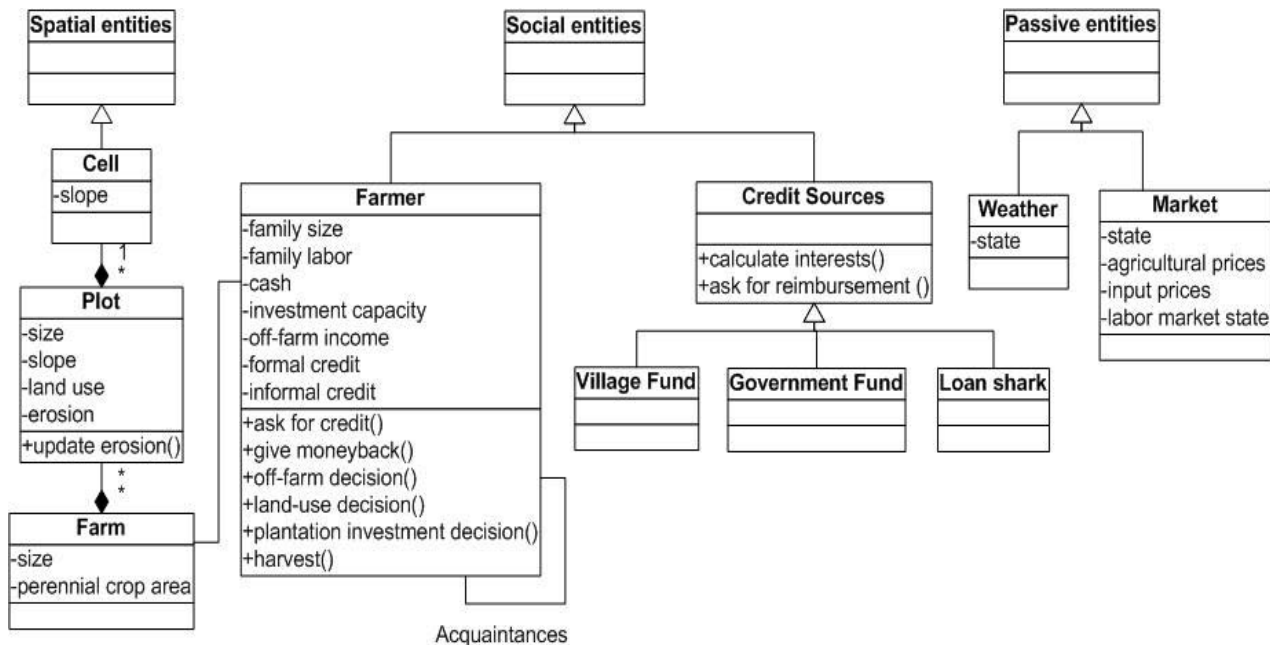 Spatial entities
Social entities
Passive entities
Cell
-slope
1
*
Plot
-size
-slope
-land use
-erosion
+update erosion()
*
*
Farm
-size
-perennial crop area
Farmer
-family size
-family labor
-cash
-investment capacity
-off-farm income
-formal credit
-informal credit
+ask for credit()
+give moneyback()
+off-farm decision()
+land-use decision()
+plantation investment decision()
+harvest()
Acquaintances
Credit Sources
+calculate interests()
+ask for reimbursement ()
Village Fund
Government Fund
Loan shark
Weather
-state
Market
-state
-agricultural prices
-input prices
-labor market state